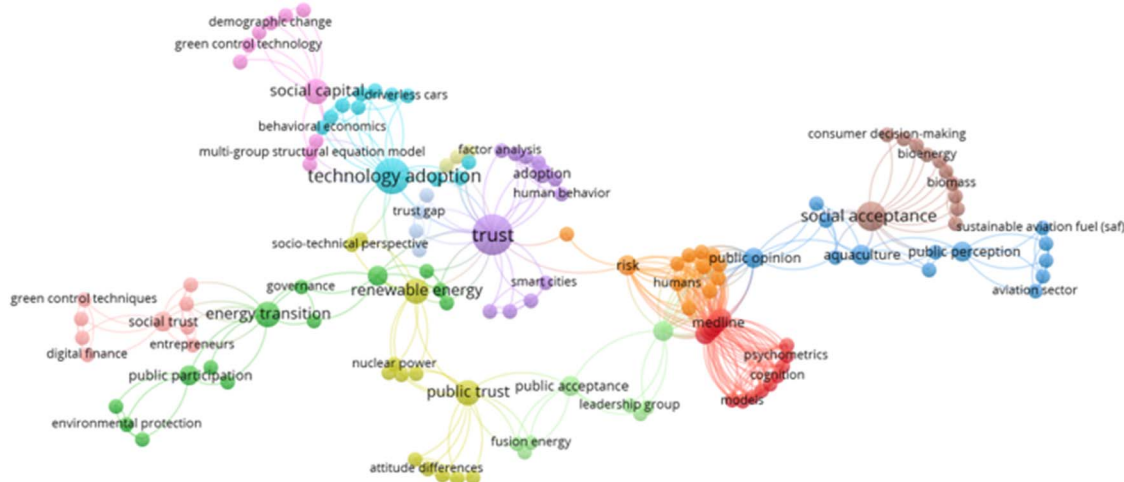 demographic change
green control technology
social capital
driverless cars
behavioral economics
consumer decision-making
multi-group structural equation model
factor analysis
bioenergy
technology adoption
adoption
biomass
human behavior
trust gap
social acceptance
sustainable aviation fuel (saf)
trust
socio-technical perspective
public opinion
aquaculture
public perception
risk
smart cities
humans
governance
renewable energy
aviation sector
green control techniques
energy transition
social trust
medline
entrepreneurs
digital finance
psychometrics
nuclear power
public participation
cognition
public trust
public acceptance
models
leadership group
environmental protection
fusion energy
attitude differences